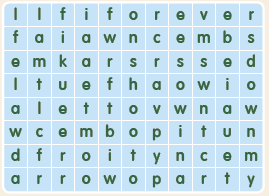 l l f i f o r e v e r
f a i a w n c e m b s
e m k a r s r s s e d
l t u e f h a o w i o
a l e t t o v w n a w
w c e m b o p i t u n
d f r o i t y n c e m
a r r o w o p a r t y